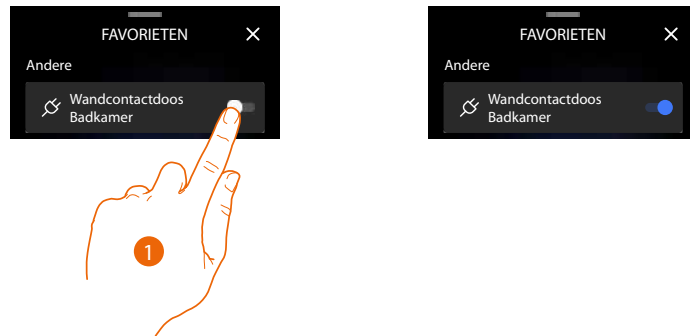 FAVORIETEN
Andere
Wandcontactdoos
Badkamer
1
FAVORIETEN
Andere
Wandcontactdoos
Badkamer